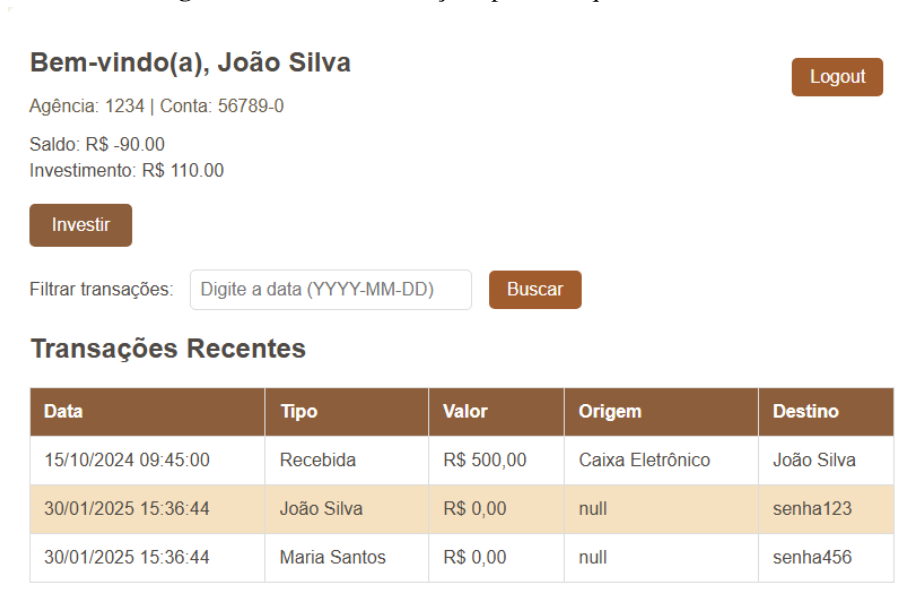 Bem-vindo(a), João Silva
Logout
Agência: 1234 | Conta: 56789-0
Saldo: R$ -90.00
Investimento: R$ 110.00
Investir
Filtrar transações: Digite a data (YYYY-MM-DD) Buscar
Transações Recentes
Data Tipo Valor Origem Destino
15/10/2024 09:45:00 Recebida R$ 500,00 Caixa Eletrônico João Silva
30/01/2025 15:36:44 João Silva R$ 0,00 null senha123
30/01/2025 15:36:44 Maria Santos R$ 0,00 null senha456